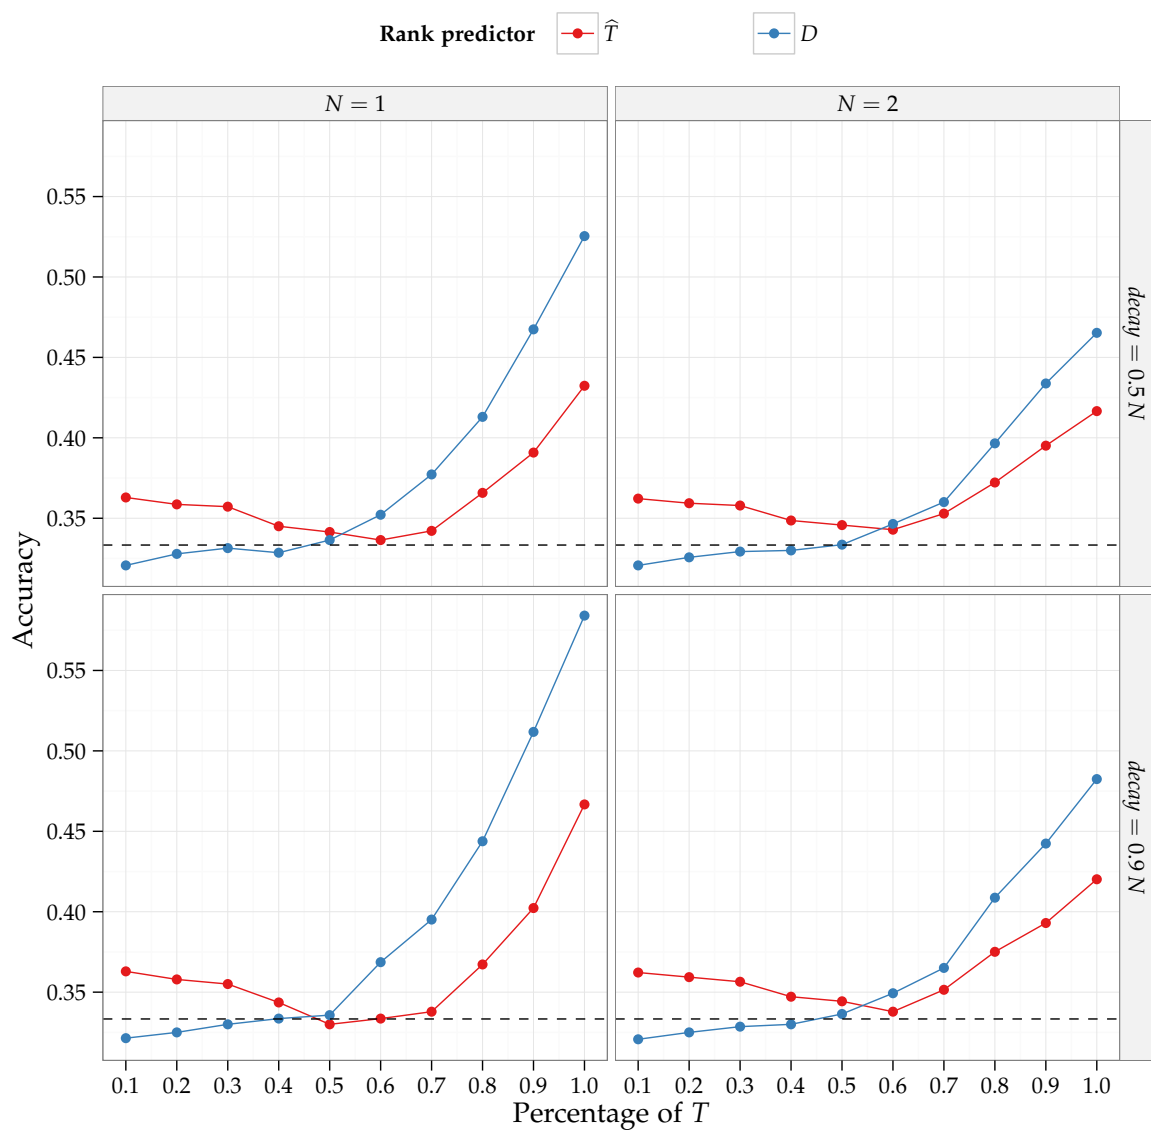 Rank predictor T̂ D
N = 1 N = 2
0.55
0.50
0.45
0.40
0.35
decay = 0.5 N
Accuracy
0.55
0.50
0.45
0.40
0.35
decay = 0.9 N
0.1 0.2 0.3 0.4 0.5 0.6 0.7 0.8 0.9 1.0 0.1 0.2 0.3 0.4 0.5 0.6 0.7 0.8 0.9 1.0
Percentage of T